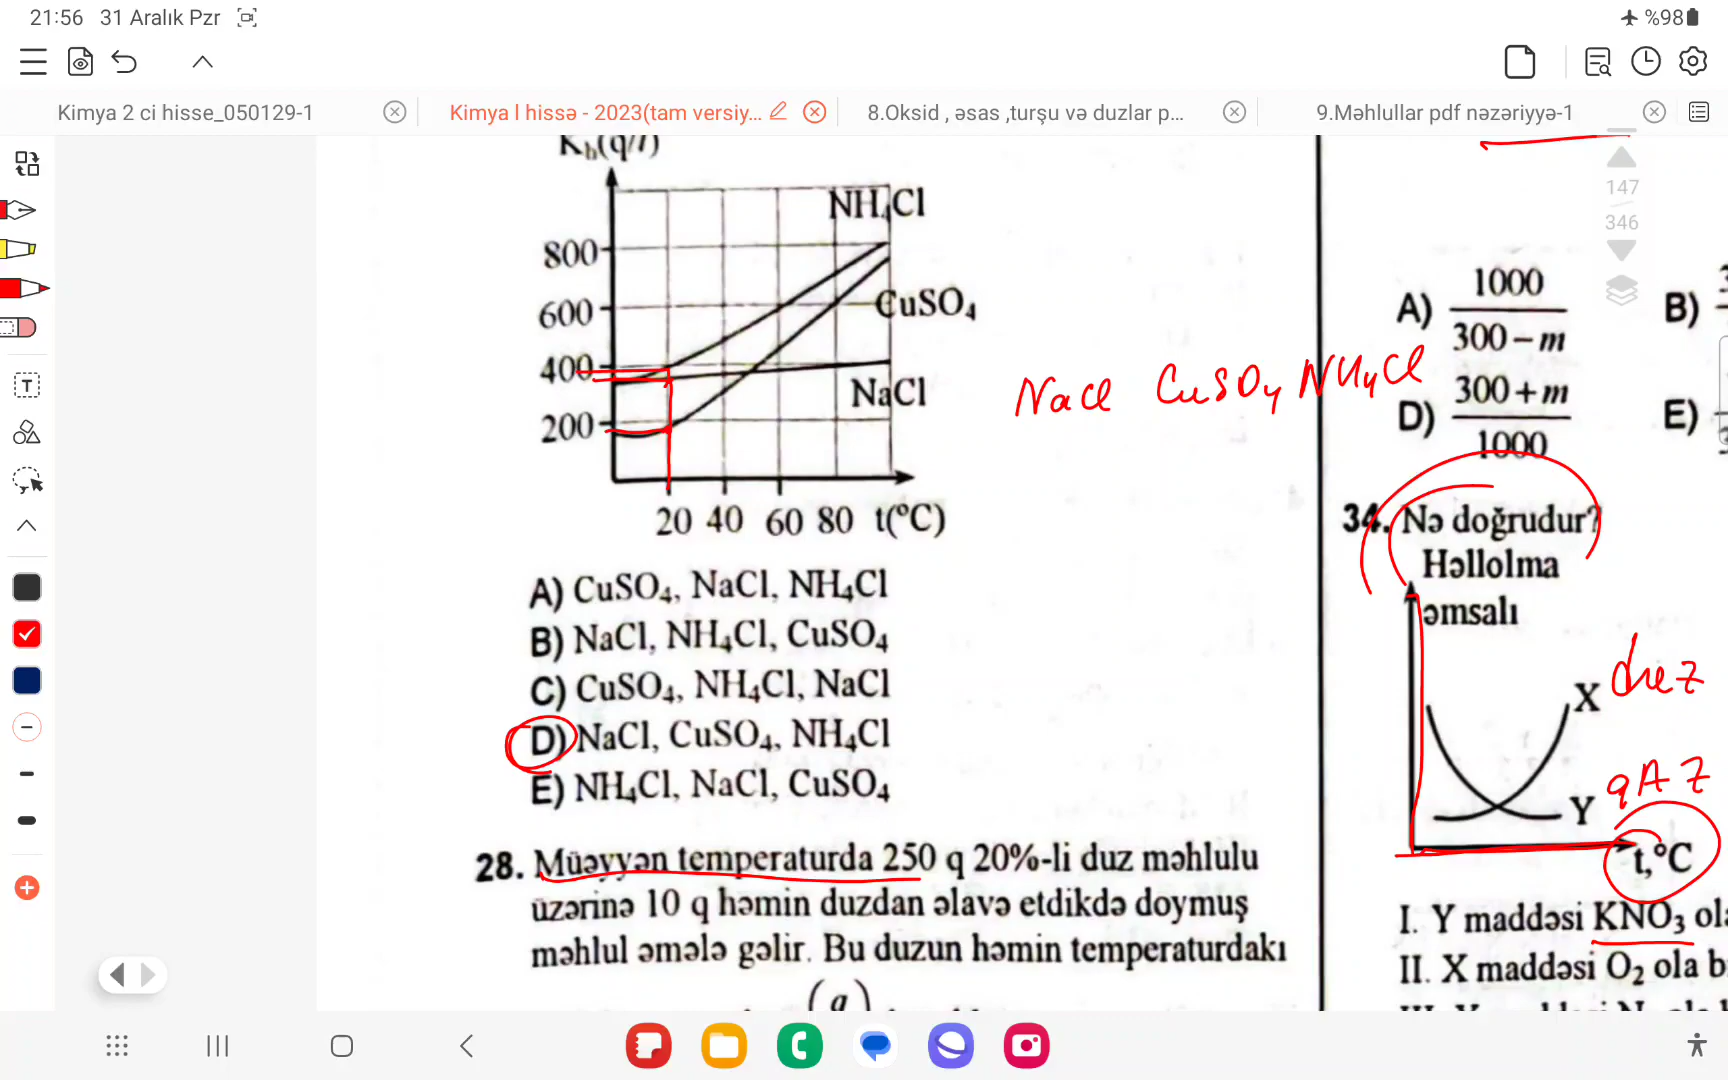 21:56 31 Aralık Pzr
%98
Kimya 2 ci hisse_050129-1
Kimya I hissə - 2023(tam versiy...
8.Oksid , əsas ,turşu və duzlar p...
9.Məhlullar pdf nəzəriyyə-1
147
346
K_h(q/l)
NH₄Cl
800
CuSO₄
600
400
NaCl
200
20 40 60 80 t(°C)
NaCl CuSO₄ NH₄Cl
A) CuSO₄, NaCl, NH₄Cl
B) NaCl, NH₄Cl, CuSO₄
C) CuSO₄, NH₄Cl, NaCl
D) NaCl, CuSO₄, NH₄Cl
E) NH₄Cl, NaCl, CuSO₄
28. Müəyyən temperaturda 250 q 20%-li duz məhlulu
üzərinə 10 q həmin duzdan əlavə etdikdə doymuş
məhlul əmələ gəlir. Bu duzun həmin temperaturdakı
(q)
A) 1000
300 – m
B)
D) 300 + m
1000
E)
34. Nə doğrudur?
Həllolma
əmsalı
X
Y
qAZ
t,°C
I. Y maddəsi KNO₃ ola
II. X maddəsi O₂ ola b
T